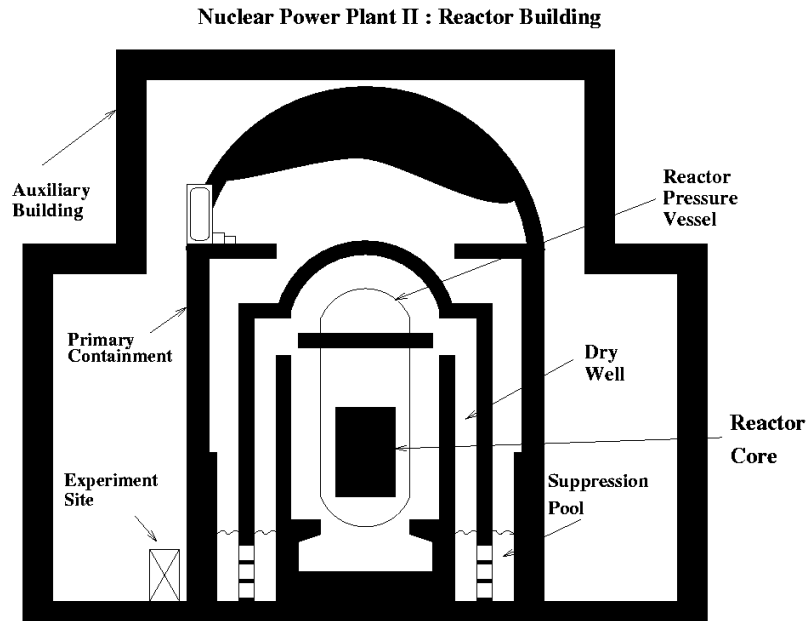 Nuclear Power Plant II : Reactor Building
Auxiliary
Building
Reactor
Pressure
Vessel
Primary
Containment
Dry
Well
Reactor
Core
Experiment
Site
Suppression
Pool